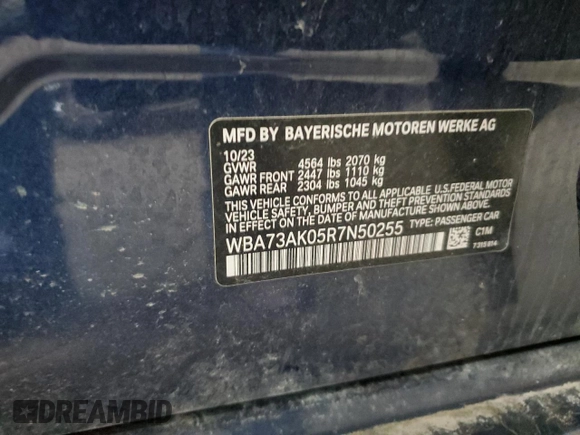 MFD BY BAYERISCHE MOTOREN WERKE AG
10/23
GVWR 4564 lbs 2070 kg
GAWR FRONT 2447 lbs 1110 kg
GAWR REAR 2304 lbs 1045 kg
THIS VEHICLE CONFORMS TO ALL APPLICABLE U.S.FEDERAL MOTOR
VEHICLE SAFETY, BUMPER, AND THEFT PREVENTION STANDARDS
IN EFFECT ON THE DATE OF MANUFACTURE SHOWN ABOVE.
WBA73AK05R7N50255 TYPE: PASSENGER CAR
C1M
7315914
DREAMBID